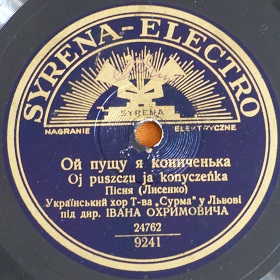 SYRENA-ELECTRO
SYRENA
NAGRANIE ELEKTRYCZNE
Ой пущу я кониченька
Oj puszczu ja konyczeńka
Пісня (Лисенко)
Український хор Т-ва „Сурма" у Львові
під дир. ІВАНА ОХРИМОВИЧА
24762
9241